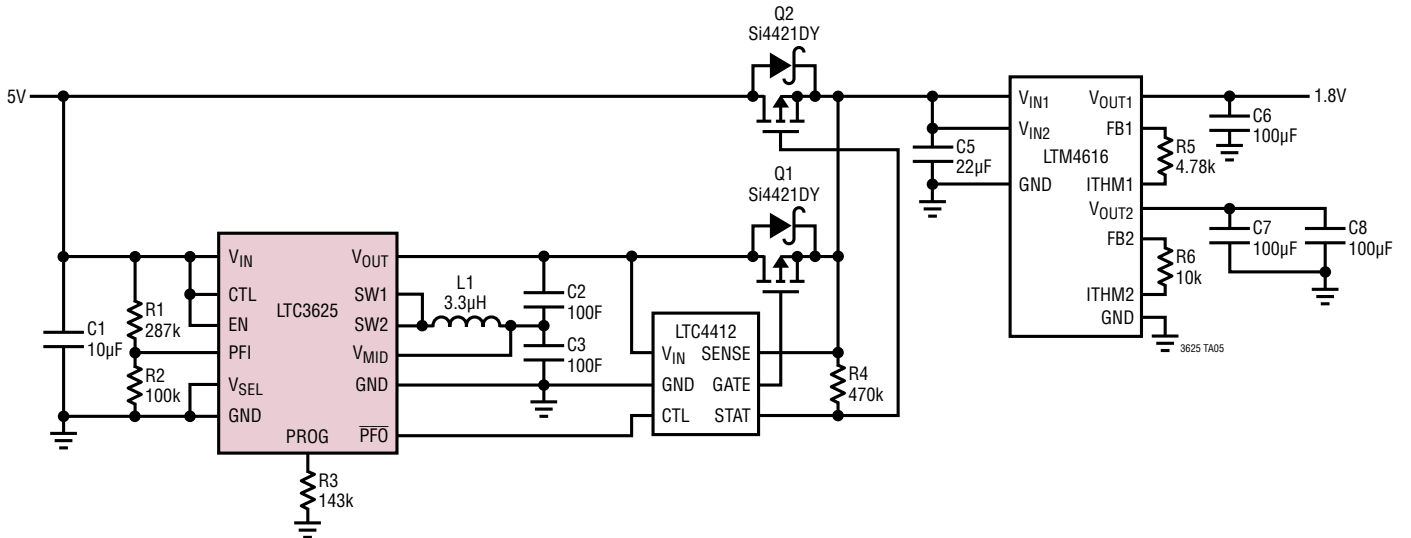 Q2
Si4421DY
5V
VIN1
VOUT1
1.8V
VIN2
FB1
C6
100µF
LTM4616
C5
22µF
R5
4.78k
GND
ITHM1
Q1
Si4421DY
VOUT2
FB2
C7
100µF
C8
100µF
R6
10k
ITHM2
GND
3625 TA05
VIN
VOUT
CTL
SW1
L1
3.3µH
C2
100F
LTC3625
EN
SW2
R1
287k
C1
10µF
PFI
VMID
C3
100F
LTC4412
VIN
SENSE
R2
100k
VSEL
GND
GND
GATE
R4
470k
GND
CTL
STAT
PROG
PFO
R3
143k